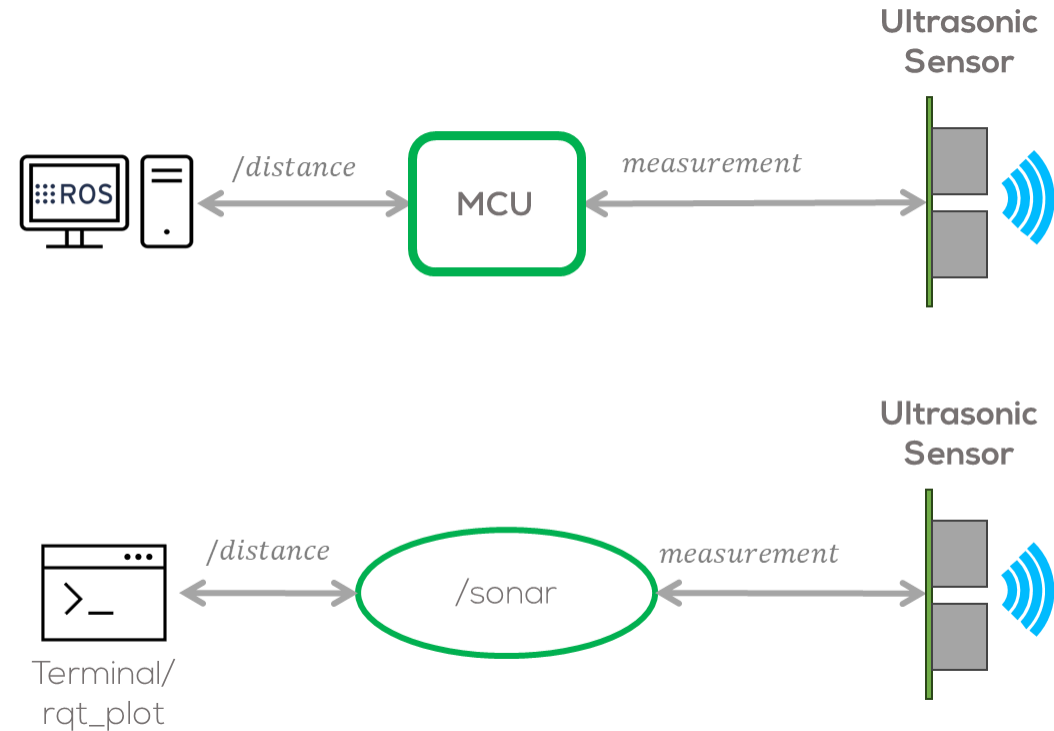 Ultrasonic
Sensor
/distance
measurement
ROS
MCU
Ultrasonic
Sensor
/distance
measurement
>_
/sonar
Terminal/
rqt_plot